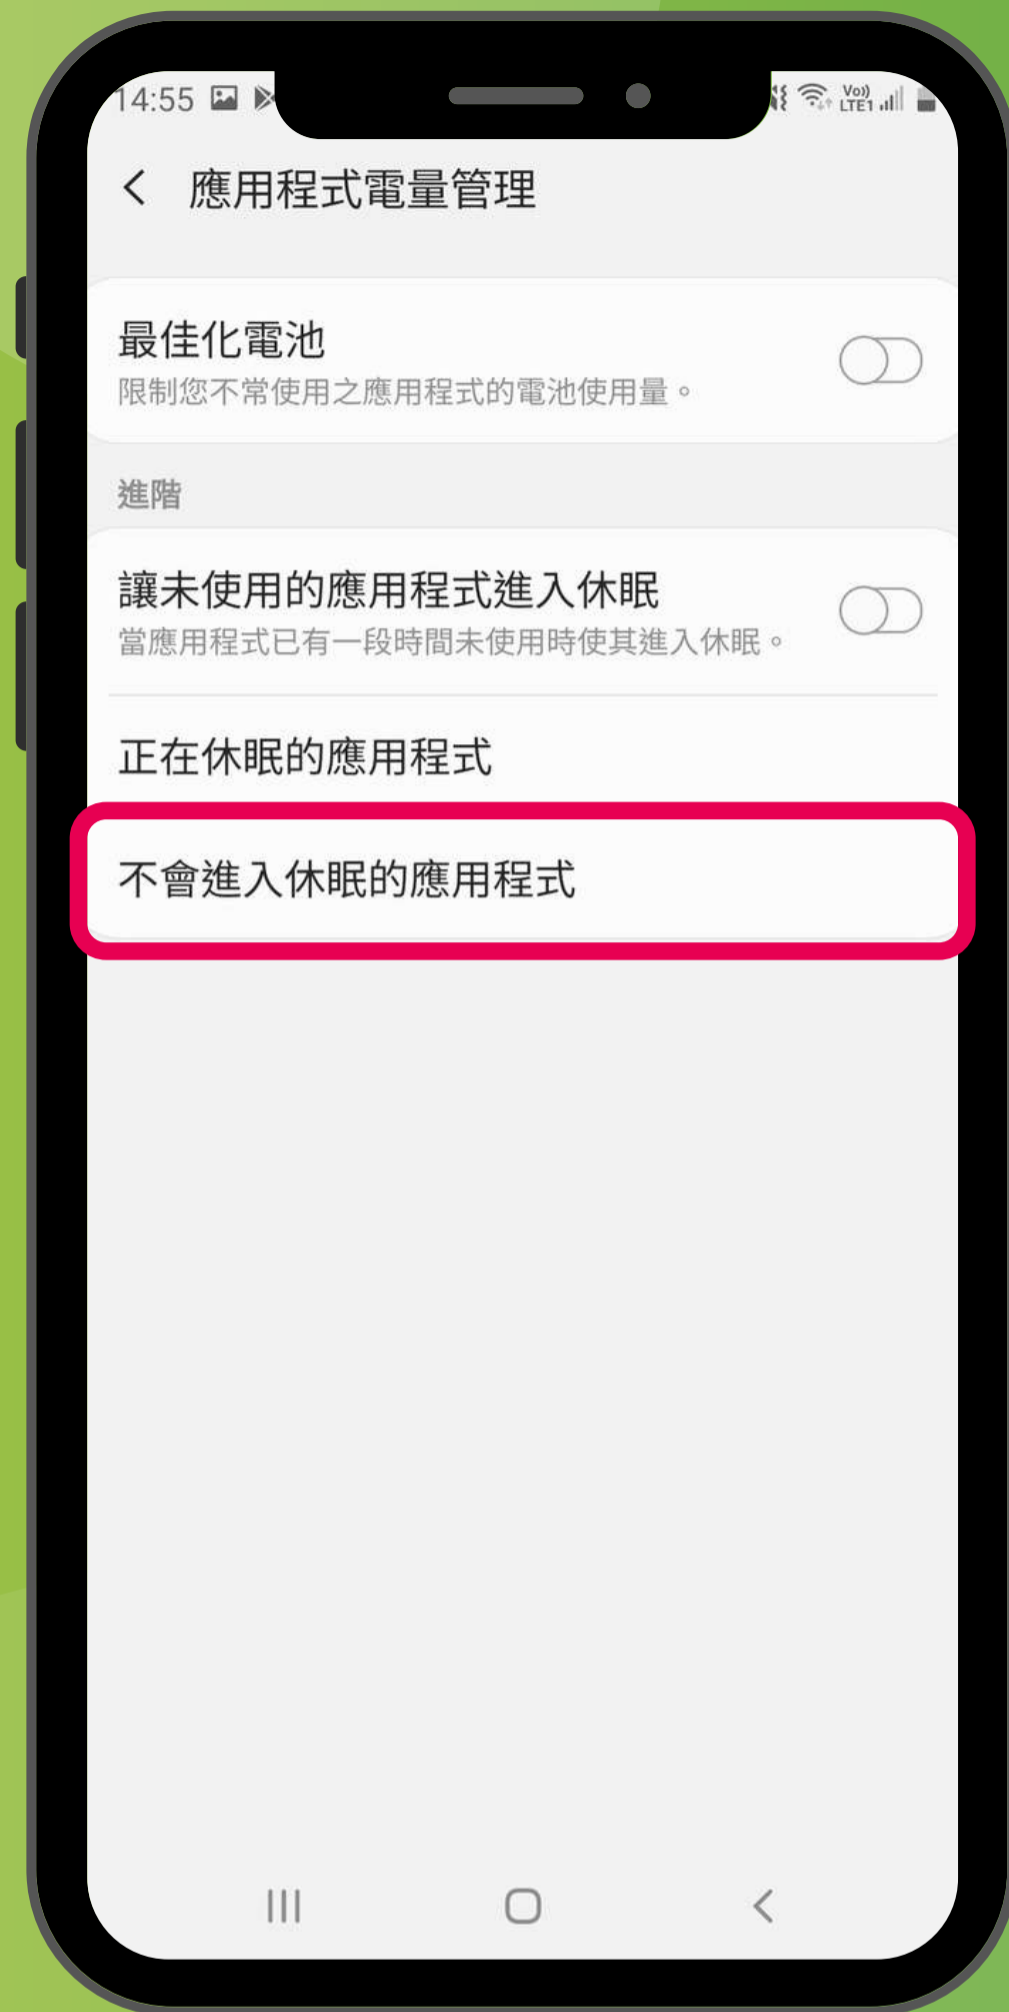 14:55
Vo)) LTE1
應用程式電量管理
最佳化電池
限制您不常使用之應用程式的電池使用量。
進階
讓未使用的應用程式進入休眠
當應用程式已有一段時間未使用時使其進入休眠。
正在休眠的應用程式
不會進入休眠的應用程式